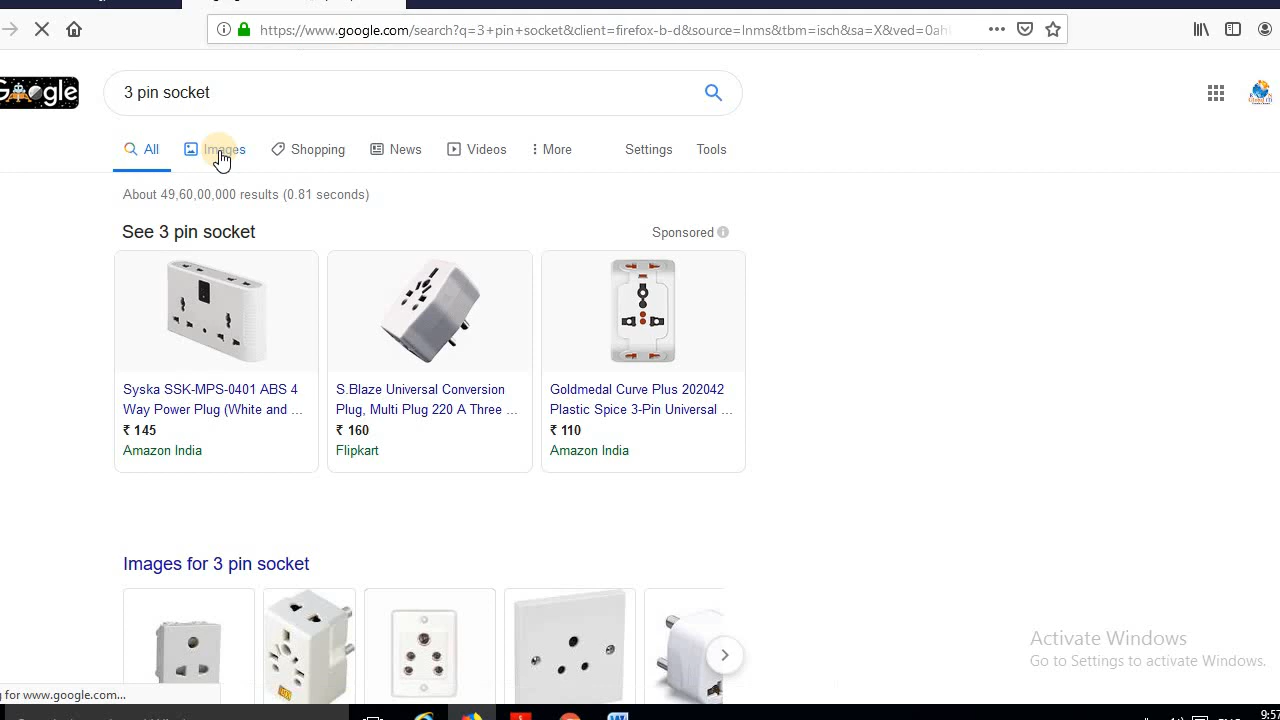 https://www.google.com/search?q=3+pin+socket&client=firefox-b-d&source=lnms&tbm=isch&sa=X&ved=0ah
Google
3 pin socket
All Images Shopping News Videos More Settings Tools
About 49,60,00,000 results (0.81 seconds)
See 3 pin socket Sponsored
Syska SSK-MPS-0401 ABS 4
Way Power Plug (White and ...
₹ 145
Amazon India
S.Blaze Universal Conversion
Plug, Multi Plug 220 A Three ...
₹ 160
Flipkart
Goldmedal Curve Plus 202042
Plastic Spice 3-Pin Universal ...
₹ 110
Amazon India
Images for 3 pin socket
Activate Windows
Go to Settings to activate Windows.
for www.google.com...
9:57